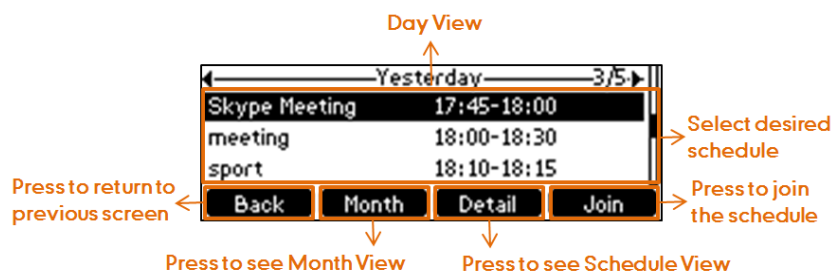 Day View
Yesterday 3/5
Skype Meeting 17:45-18:00
meeting 18:00-18:30
sport 18:10-18:15
Select desired
schedule
Press to return to
previous screen
Back Month Detail Join
Press to join
the schedule
Press to see Month View
Press to see Schedule View